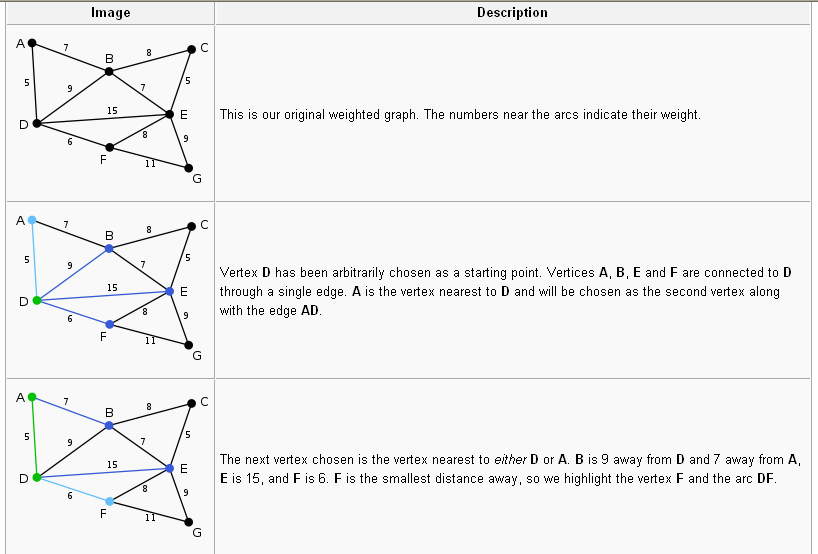 Image Description
A 7 B 8 C
5 9 7 5
15 E
D 6 8 9
F 11
G
This is our original weighted graph. The numbers near the arcs indicate their weight.
A 7 B 8 C
5 9 7 5
15 E
D 6 8 9
F 11
G
Vertex D has been arbitrarily chosen as a starting point. Vertices A, B, E and F are connected to D
through a single edge. A is the vertex nearest to D and will be chosen as the second vertex along
with the edge AD.
A 7 B 8 C
5 9 7 5
15 E
D 6 8 9
F 11
G
The next vertex chosen is the vertex nearest to either D or A. B is 9 away from D and 7 away from A,
E is 15, and F is 6. F is the smallest distance away, so we highlight the vertex F and the arc DF.